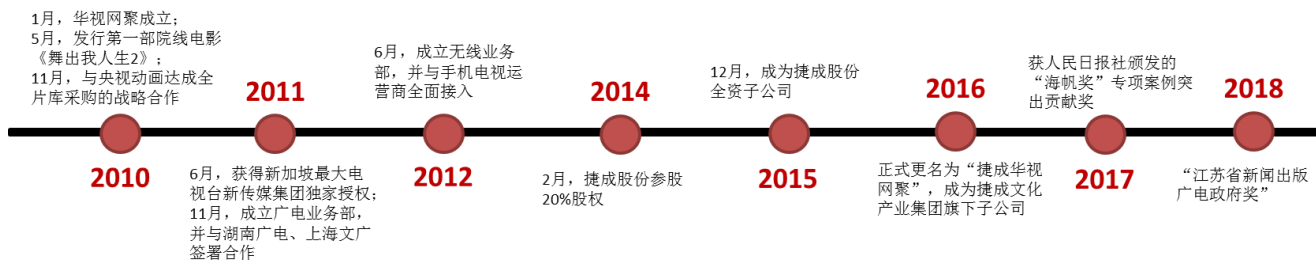 1月，华视网聚成立；
5月，发行第一部院线电影
《舞出我人生2》；
11月，与央视动画达成全
片库采购的战略合作
2010
2011
6月，获得新加坡最大电
视台新传媒集团独家授权；
11月，成立广电业务部，
并与湖南广电、上海文广
签署合作
6月，成立无线业务
部，并与手机电视运
营商全面接入
2012
2014
2月，捷成股份参股
20%股权
12月，成为捷成股份
全资子公司
2015
2016
正式更名为“捷成华视
网聚”，成为捷成文化
产业集团旗下子公司
获人民日报社颁发的
“海帆奖”专项案例突
出贡献奖
2017
2018
“江苏省新闻出版
广电政府奖”